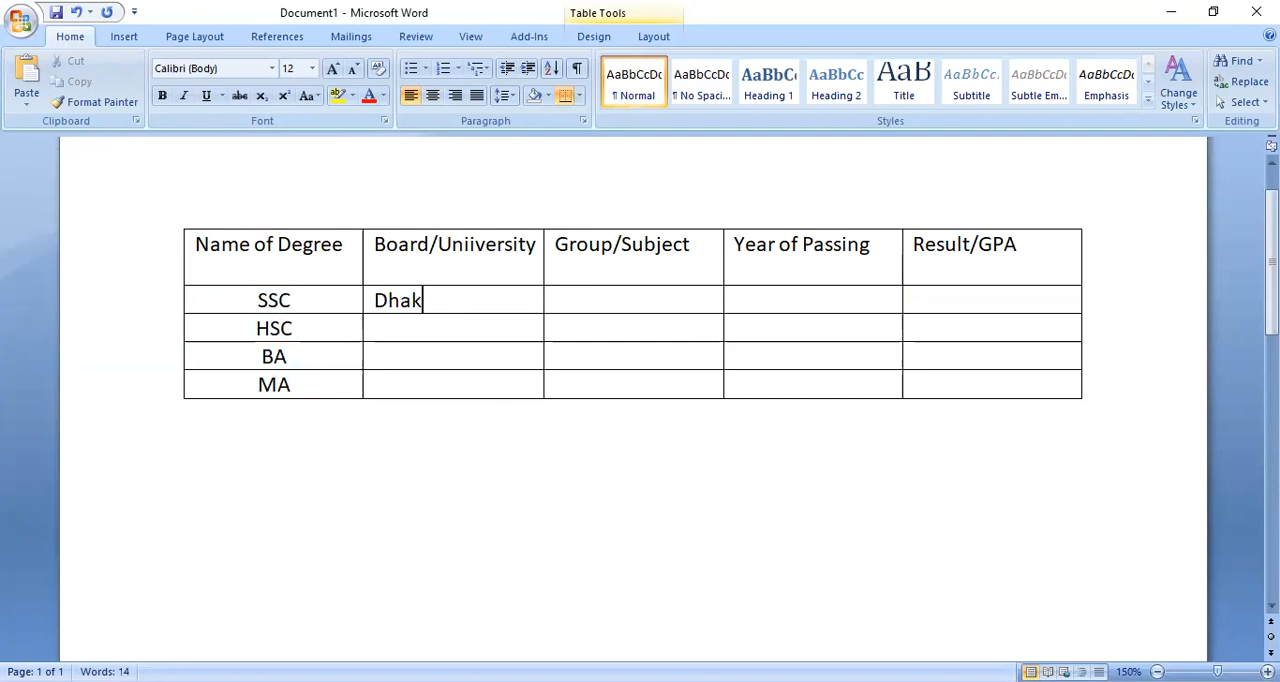 Document1 - Microsoft Word
Table Tools
Home Insert Page Layout References Mailings Review View Add-Ins Design Layout
Paste
Cut
Copy
Format Painter
Clipboard
Calibri (Body) 12
B I U abc x₂ x² Aa
Font
Paragraph
AaBbCcDc AaBbCcDc AaBbC AaBbCc AaB AaBbCc. AaBbCcDc AaBbCcDc
¶ Normal ¶ No Spaci... Heading 1 Heading 2 Title Subtitle Subtle Em... Emphasis
Change Styles
Styles
Find
Replace
Select
Editing
Name of Degree Board/Uniiversity Group/Subject Year of Passing Result/GPA
SSC Dhak
HSC
BA
MA
Page: 1 of 1 Words: 14 150%